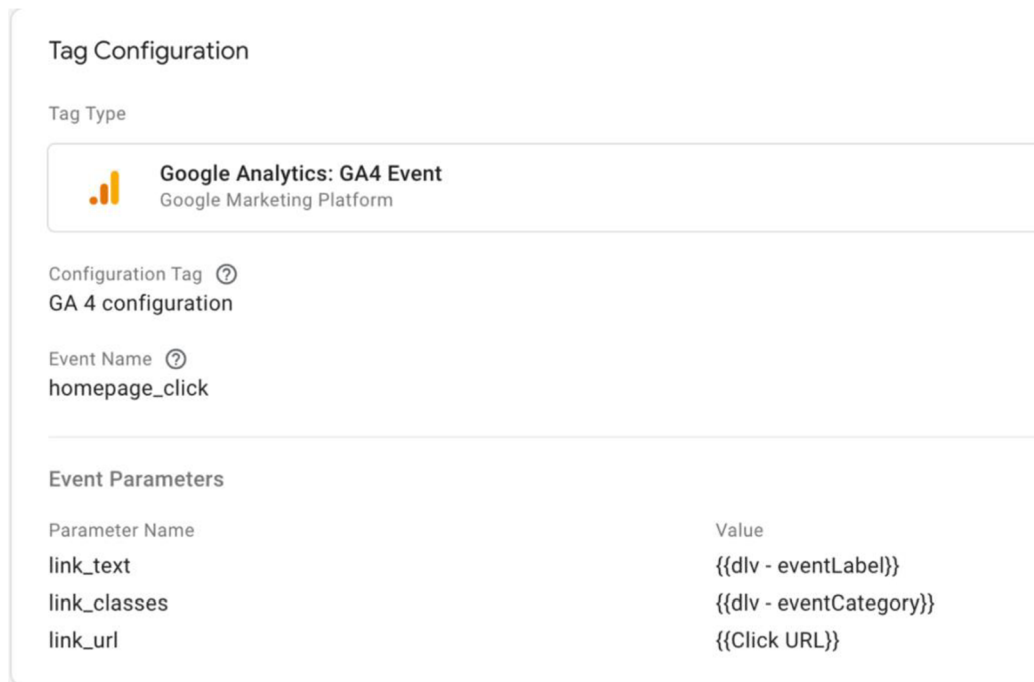 Tag Configuration
Tag Type
Google Analytics: GA4 Event
Google Marketing Platform
Configuration Tag
GA 4 configuration
Event Name
homepage_click
Event Parameters
Parameter Name Value
link_text {{dlv - eventLabel}}
link_classes {{dlv - eventCategory}}
link_url {{Click URL}}